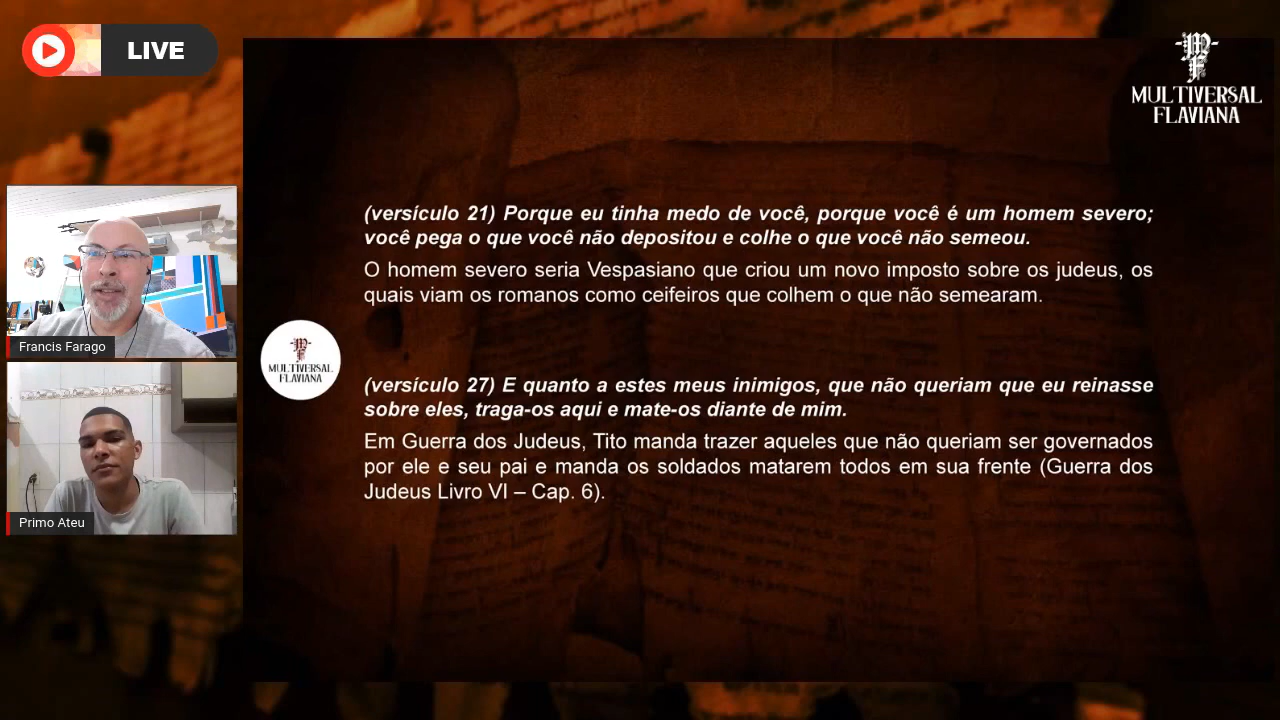 LIVE
MULTIVERSAL
FLAVIANA
(versículo 21) Porque eu tinha medo de você, porque você é um homem severo;
você pega o que você não depositou e colhe o que você não semeou.
O homem severo seria Vespasiano que criou um novo imposto sobre os judeus, os
quais viam os romanos como ceifeiros que colhem o que não semearam.
Francis Farago
MULTIVERSAL
FLAVIANA
(versículo 27) E quanto a estes meus inimigos, que não queriam que eu reinasse
sobre eles, traga-os aqui e mate-os diante de mim.
Em Guerra dos Judeus, Tito manda trazer aqueles que não queriam ser governados
por ele e seu pai e manda os soldados matarem todos em sua frente (Guerra dos
Judeus Livro VI – Cap. 6).
Primo Ateu